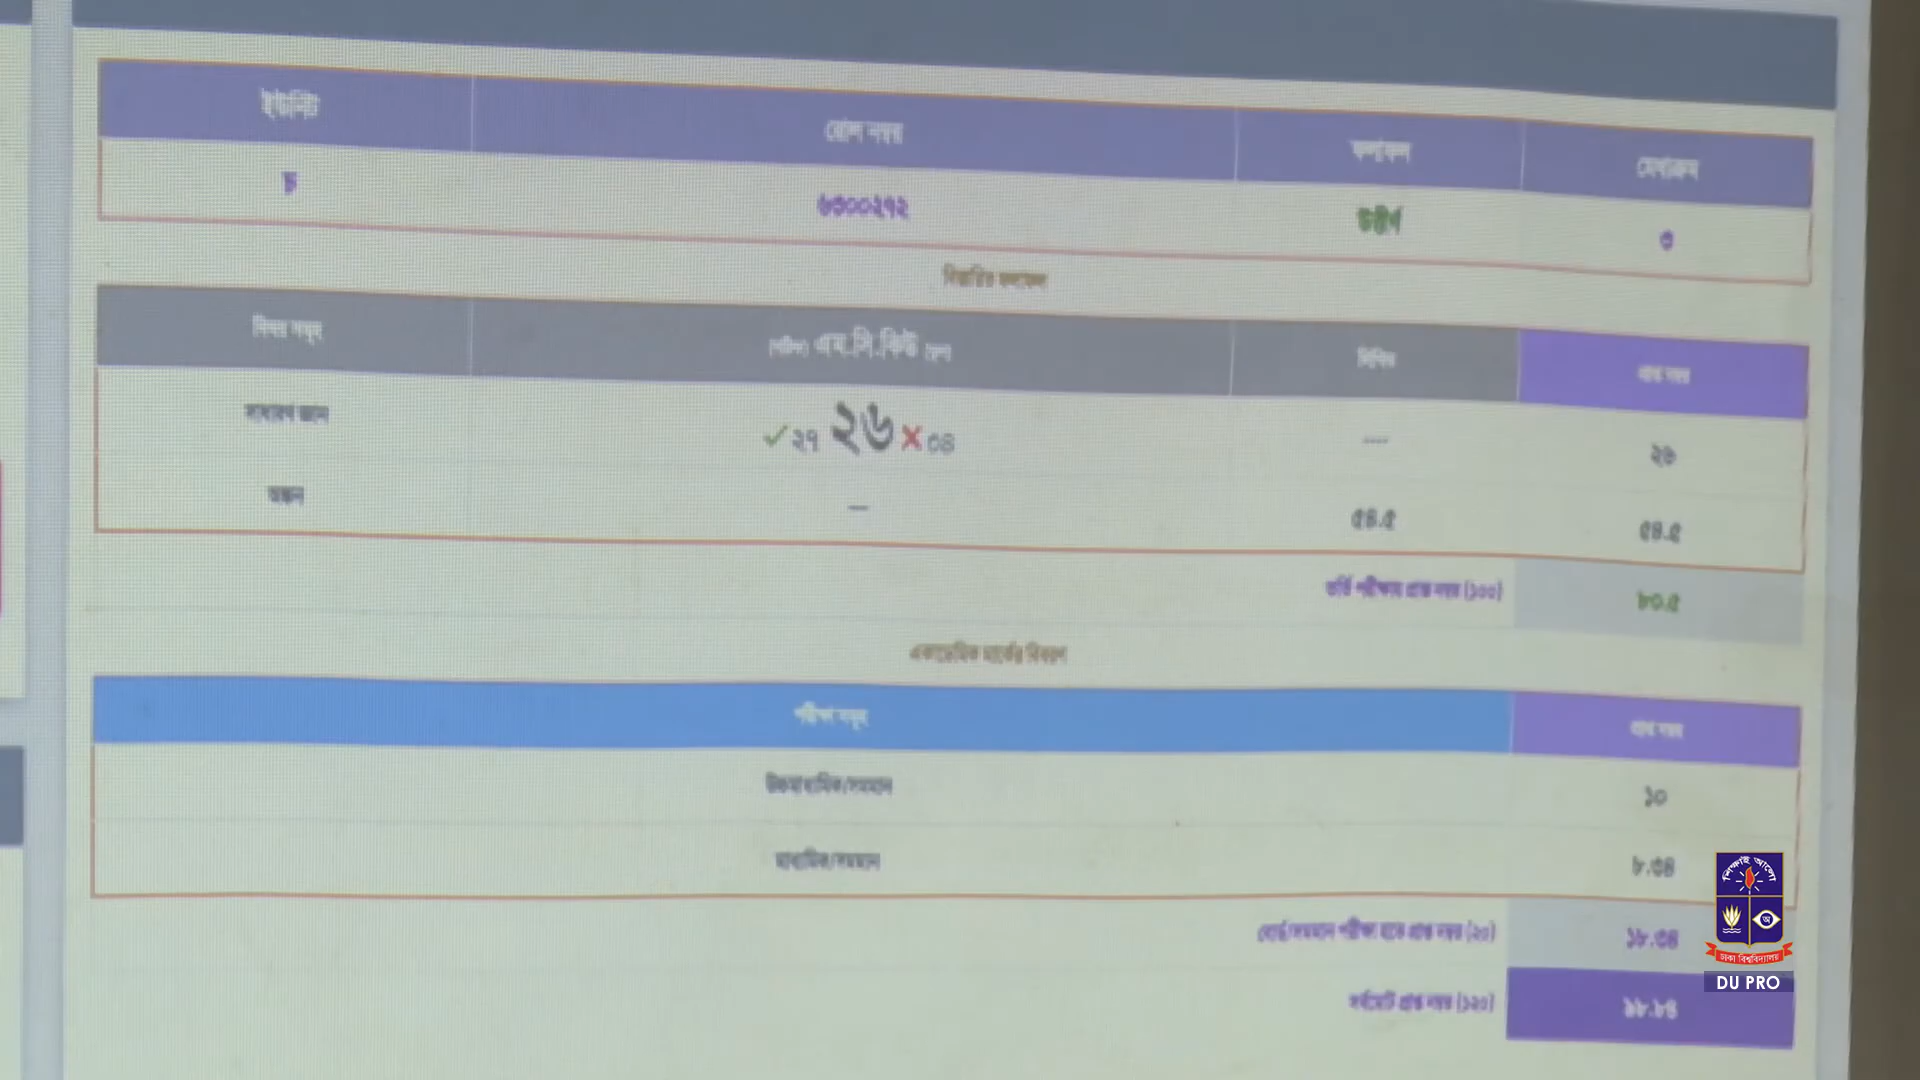 ইউনিট রোল নম্বর ফলাফল মেধাক্রম
চ ৬৩০০২৭২ উত্তীর্ণ ৩
বিস্তারিত ফলাফল
বিষয় সমূহ (সঠিক) এম.সি.কিউ (ভুল) লিখিত প্রাপ্ত নম্বর
সাধারণ জ্ঞান ২৭ ২৬ ০৪ ---- ২৬
অঙ্কন --- ৫৪.৫ ৫৪.৫
ভর্তি পরীক্ষায় প্রাপ্ত নম্বর (১০০) ৮০.৫
একাডেমিক মার্কের বিবরণ
পরীক্ষা সমূহ প্রাপ্ত নম্বর
উচ্চমাধ্যমিক/সমমান ১০
মাধ্যমিক/সমমান ৮.৩৪
বোর্ড/সমমান পরীক্ষা হতে প্রাপ্ত নম্বর (২০) ১৮.৩৪
সর্বমোট প্রাপ্ত নম্বর (১২০) ৯৮.৮৪
শিক্ষাই আলো
অ
ঢাকা বিশ্ববিদ্যালয়
DU PRO